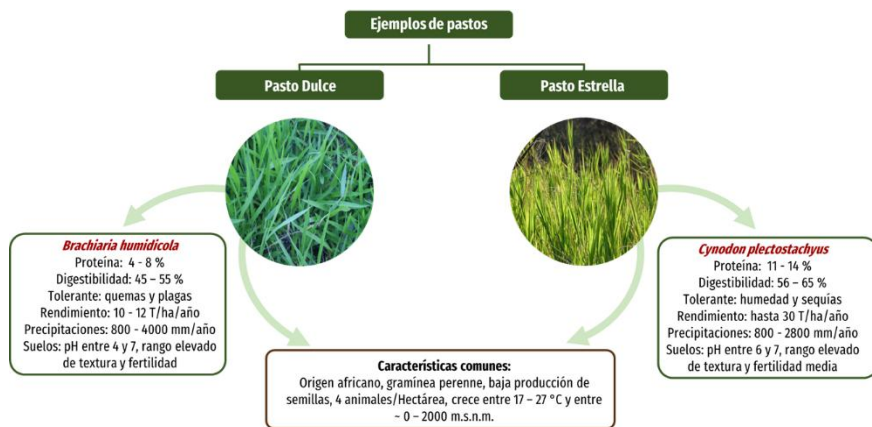 Ejemplos de pastos
Pasto Dulce
Pasto Estrella
Brachiaria humidicola
Proteína: 4 - 8 %
Digestibilidad: 45 – 55 %
Tolerante: quemas y plagas
Rendimiento: 10 - 12 T/ha/año
Precipitaciones: 800 - 4000 mm/año
Suelos: pH entre 4 y 7, rango elevado
de textura y fertilidad
Cynodon plectostachyus
Proteína: 11 - 14 %
Digestibilidad: 56 – 65 %
Tolerante: humedad y sequías
Rendimiento: hasta 30 T/ha/año
Precipitaciones: 800 - 2800 mm/año
Suelos: pH entre 6 y 7, rango elevado
de textura y fertilidad media
Características comunes:
Origen africano, gramínea perenne, baja producción de
semillas, 4 animales/Hectárea, crece entre 17 – 27 °C y entre
~ 0 – 2000 m.s.n.m.